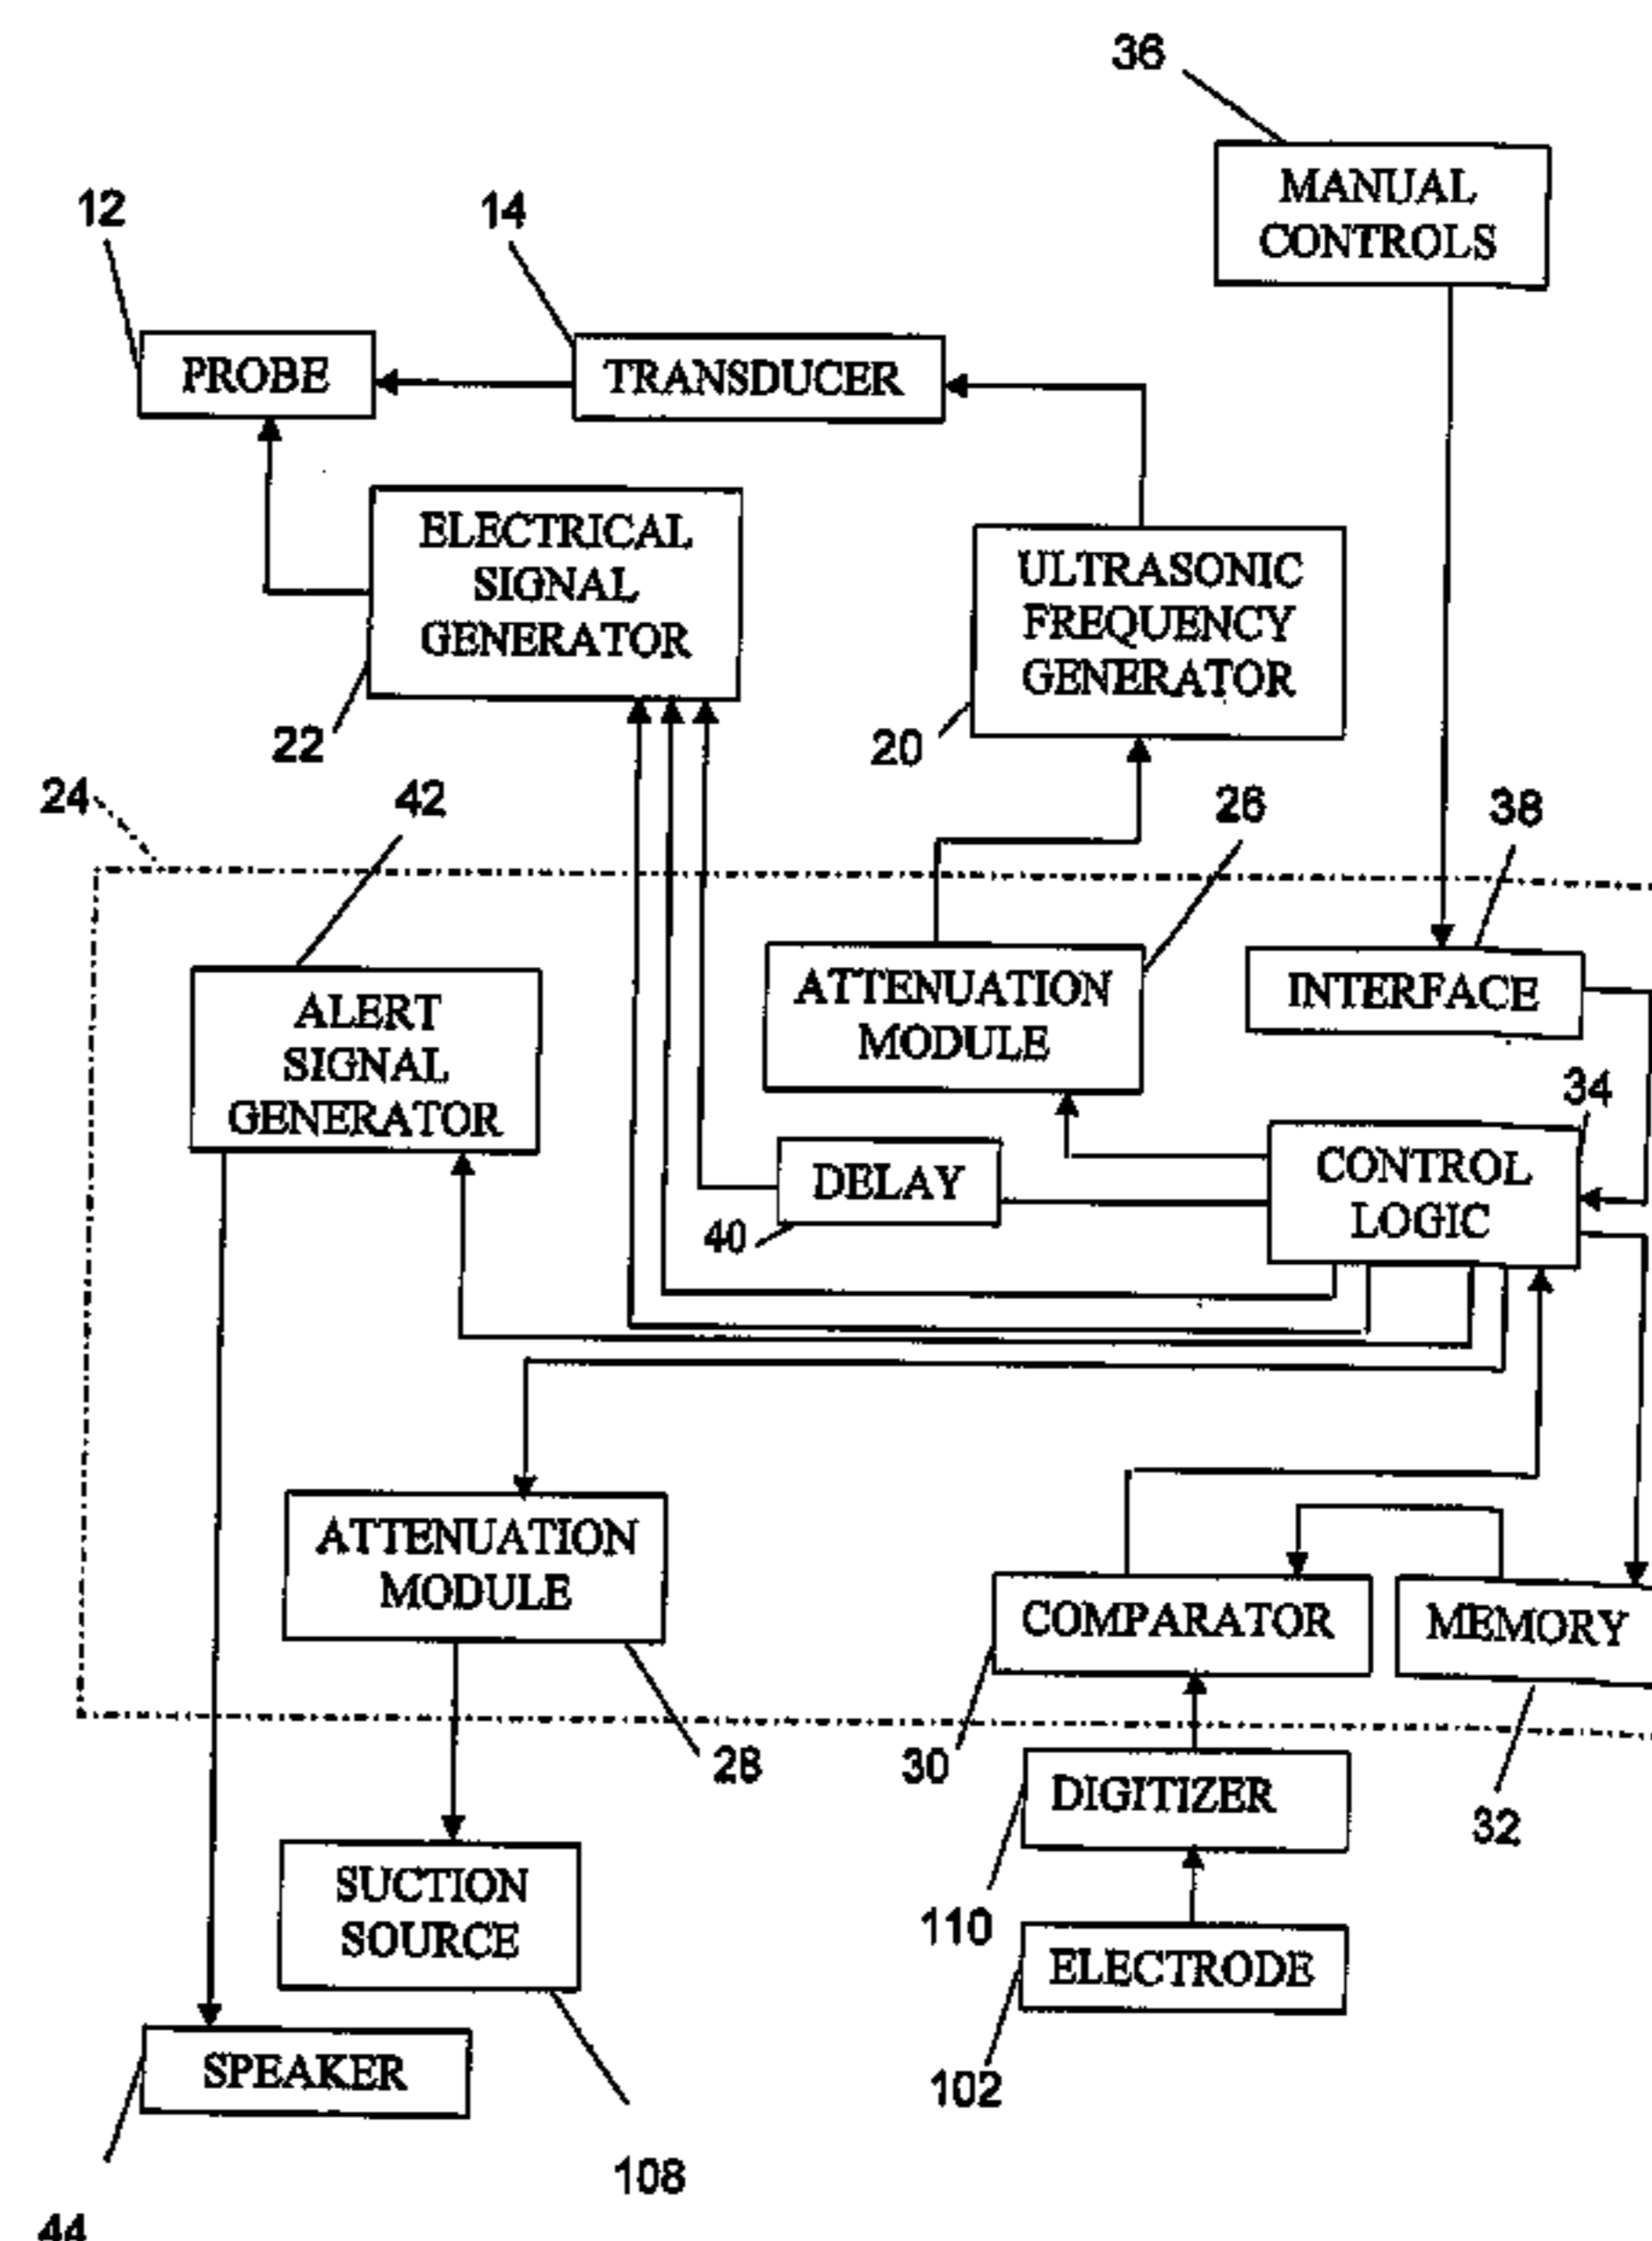 36
MANUAL
CONTROLS
12
14
PROBE
TRANSDUCER
ELECTRICAL
SIGNAL
GENERATOR
ULTRASONIC
FREQUENCY
GENERATOR
22
20
24
42
26
38
ALERT
SIGNAL
GENERATOR
ATTENUATION
MODULE
INTERFACE
34
DELAY
CONTROL
LOGIC
40
ATTENUATION
MODULE
COMPARATOR
MEMORY
28
30
DIGITIZER
32
SUCTION
SOURCE
110
ELECTRODE
SPEAKER
102
108
44